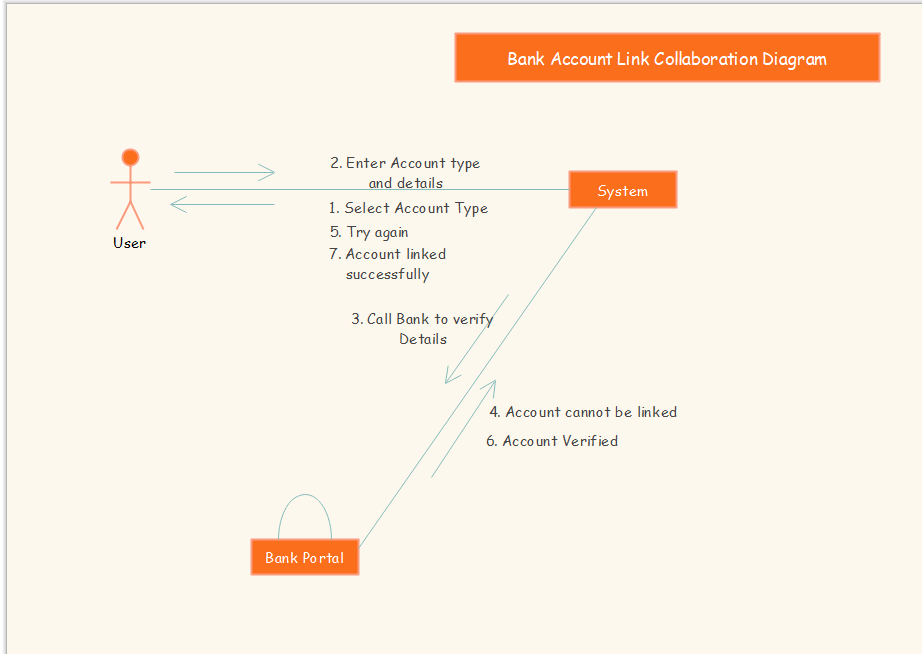 Bank Account Link Collaboration Diagram
2. Enter Account type
and details
System
1. Select Account Type
5. Try again
User
7. Account linked
successfully
3. Call Bank to verify
Details
4. Account cannot be linked
6. Account Verified
Bank Portal